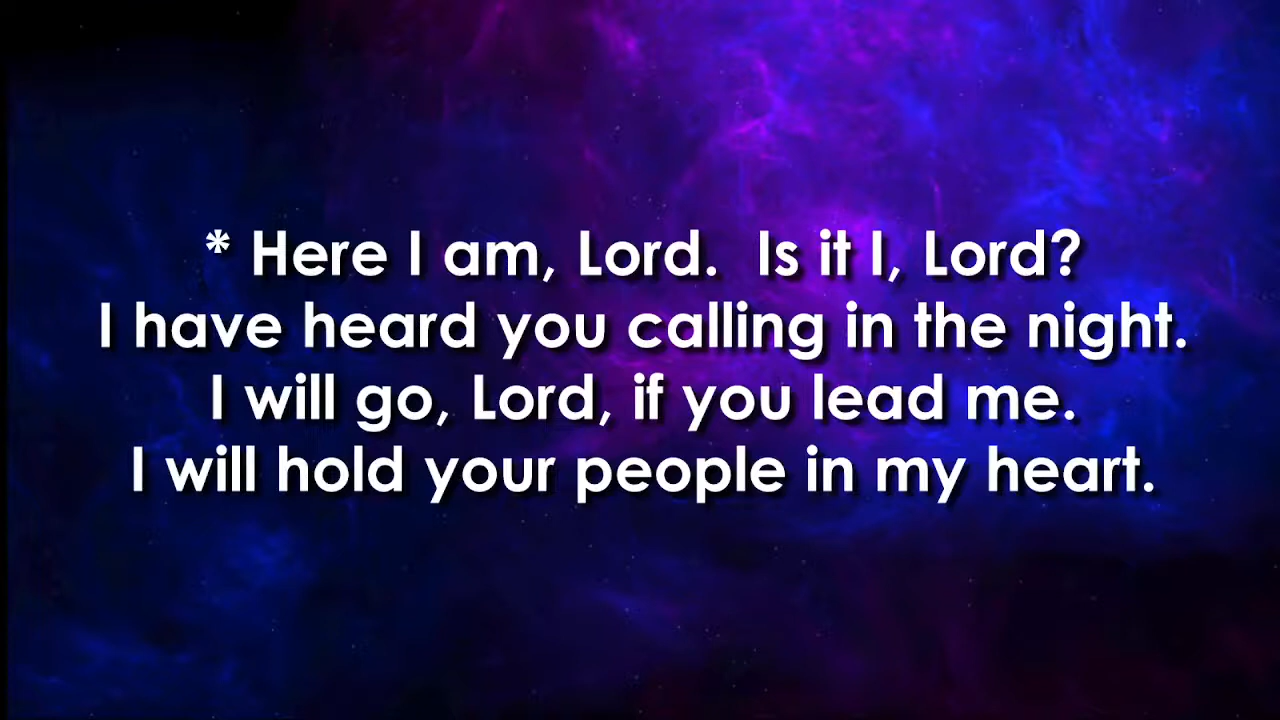 * Here I am, Lord.  Is it I, Lord?
I have heard you calling in the night.
I will go, Lord, if you lead me.
I will hold your people in my heart.